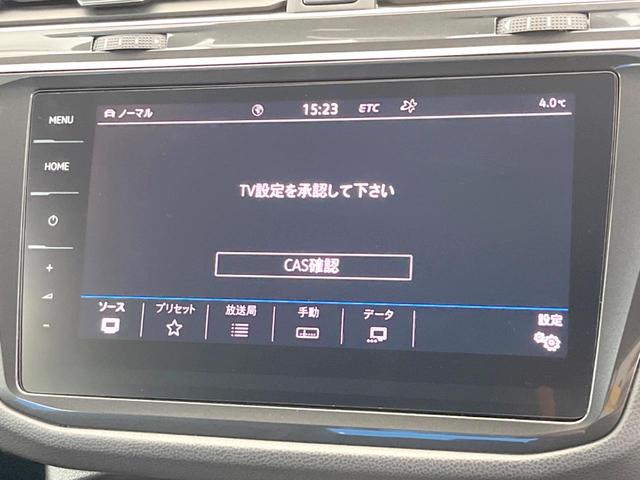 MENU
HOME
ノーマル
15:23
ETC
4.0℃
TV設定を承認して下さい
CAS確認
ソース
プリセット
放送局
手動
データ
設定
+
-